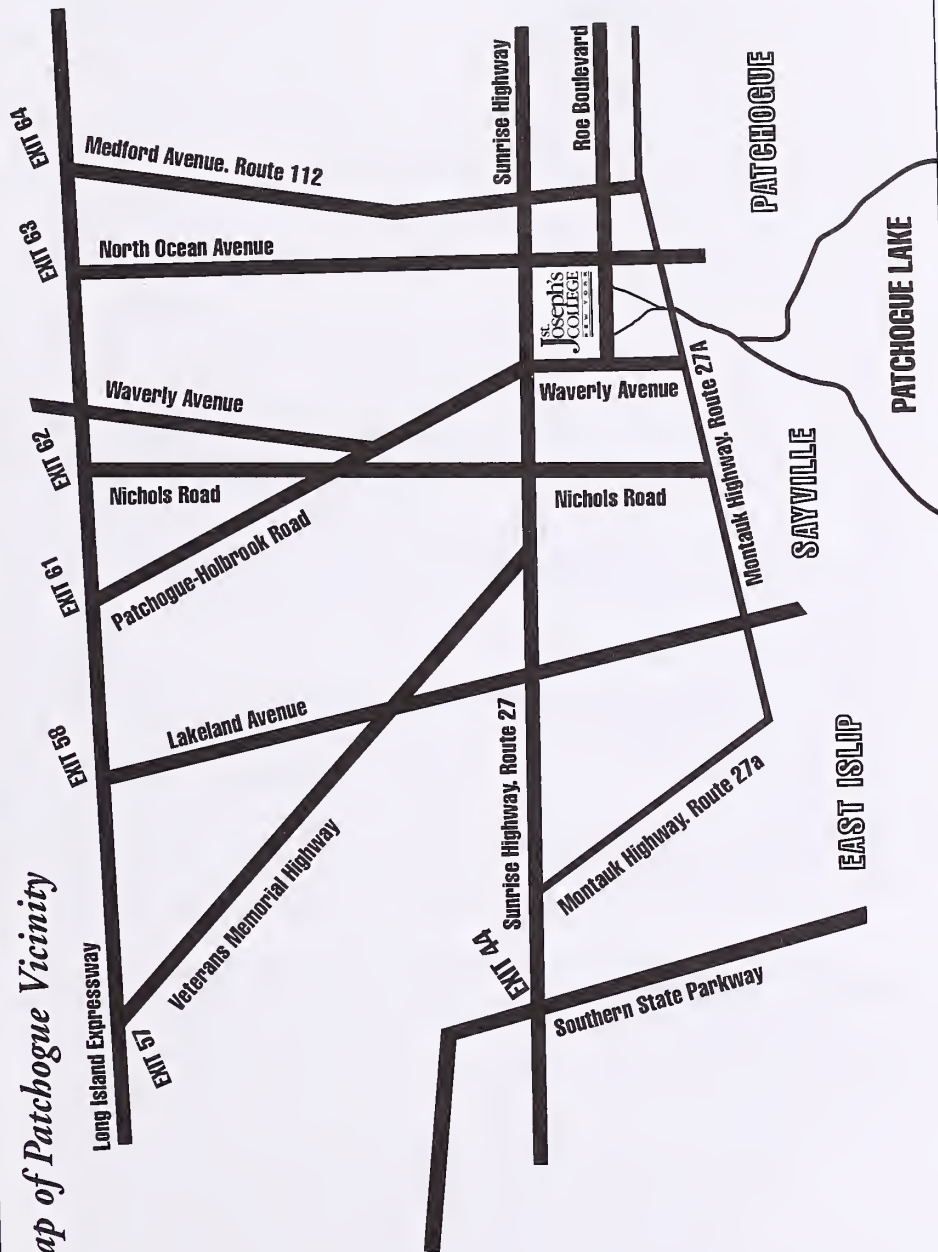 ap of Patchogue Vicinity
Long Island Expressway
EXIT 57
EXIT 58
EXIT 61
EXIT 62
EXIT 63
EXIT 64
Veterans Memorial Highway
Lakeland Avenue
Patchogue-Holbrook Road
Nichols Road
Waverly Avenue
North Ocean Avenue
Medford Avenue. Route 112
EXIT 44
Sunrise Highway. Route 27
Sunrise Highway
Roe Boulevard
St.
Joseph's
COLLEGE
NEW YORK
Waverly Avenue
Nichols Road
Southern State Parkway
Montauk Highway. Route 27a
Montauk Highway. Route 27A
EAST ISLIP
SAYVILLE
PATCHOGUE
PATCHOGUE LAKE